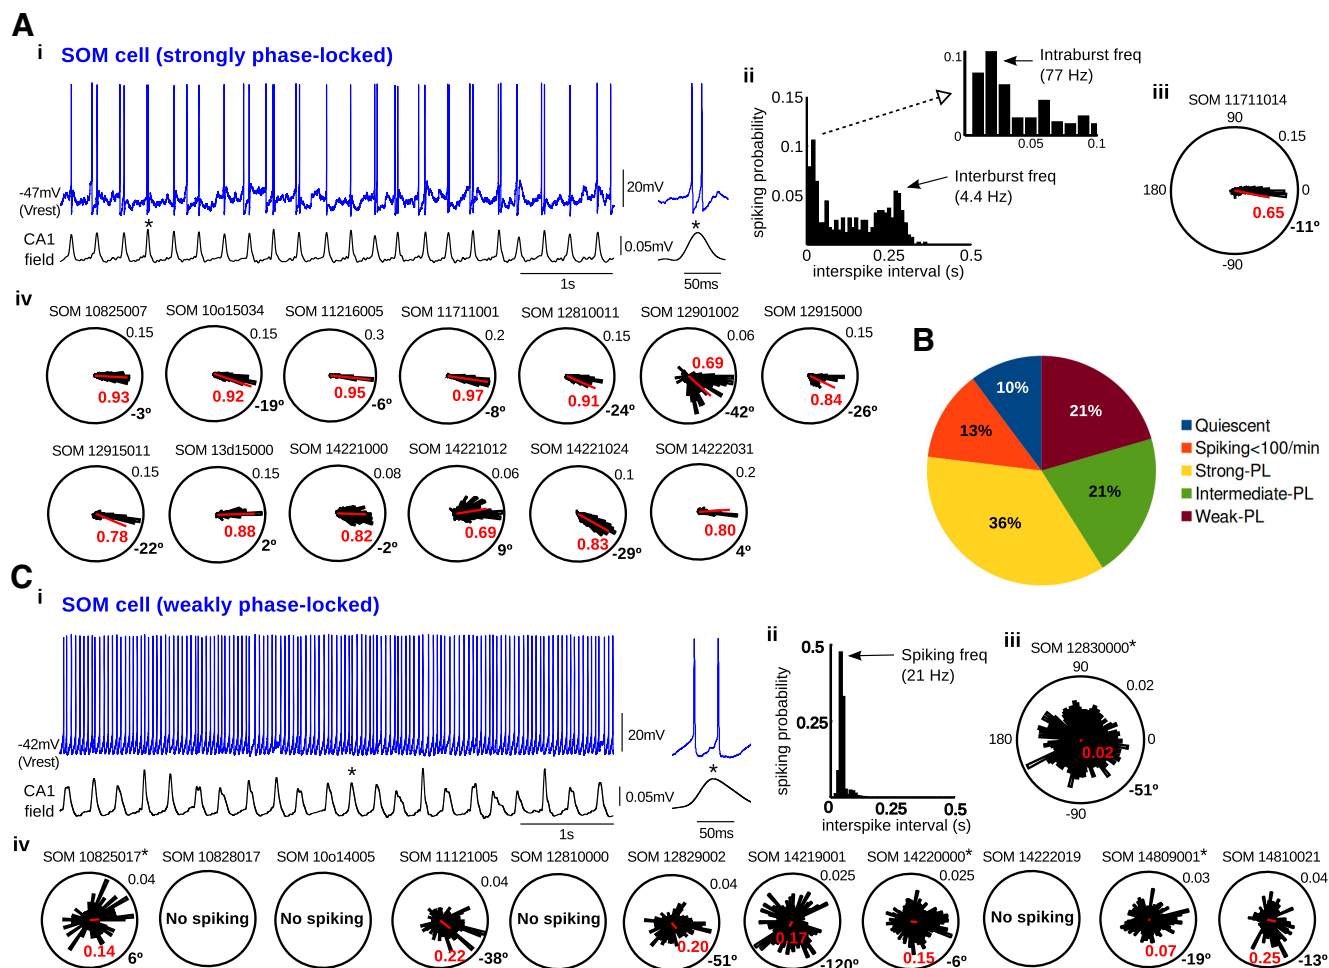 A
i SOM cell (strongly phase-locked)
-47mV
(Vrest)
20mV
*
*
CA1
field
0.05mV
1s
50ms
ii
0.15
0.1
0.05
0
0.25
0.5
spiking probability
interspike interval (s)
0.1
0
0.05
0.1
Intraburst freq
(77 Hz)
Interburst freq
(4.4 Hz)
iii
SOM 11711014
90
0.15
180
0
0.65
-11º
-90
iv
SOM 10825007
0.15
0.93
-3º
SOM 10o15034
0.15
0.92
-19º
SOM 11216005
0.3
0.95
-6º
SOM 11711001
0.2
0.97
-8º
SOM 12810011
0.15
0.91
-24º
SOM 12901002
0.06
0.69
-42º
SOM 12915000
0.15
0.84
-26º
SOM 12915011
0.15
0.78
-22º
SOM 13d15000
0.15
0.88
2º
SOM 14221000
0.08
0.82
-2º
SOM 14221012
0.06
0.69
9º
SOM 14221024
0.1
0.83
-29º
SOM 14222031
0.2
0.80
4º
B
10%
21%
13%
21%
36%
Quiescent
Spiking<100/min
Strong-PL
Intermediate-PL
Weak-PL
C
i SOM cell (weakly phase-locked)
-42mV
(Vrest)
20mV
*
*
CA1
field
0.05mV
1s
50ms
ii
0.5
0.25
0
0.25
0.5
spiking probability
interspike interval (s)
Spiking freq
(21 Hz)
iii
SOM 12830000*
90
0.02
180
0
0.02
-51º
-90
iv
SOM 10825017*
0.04
0.14
6º
SOM 10828017
No spiking
SOM 10o14005
No spiking
SOM 11121005
0.04
0.22
-38º
SOM 12810000
No spiking
SOM 12829002
0.04
0.20
-51º
SOM 14219001
0.025
0.17
-120º
SOM 14220000*
0.025
0.15
-6º
SOM 14222019
No spiking
SOM 14809001*
0.03
0.07
-19º
SOM 14810021
0.04
0.25
-13º